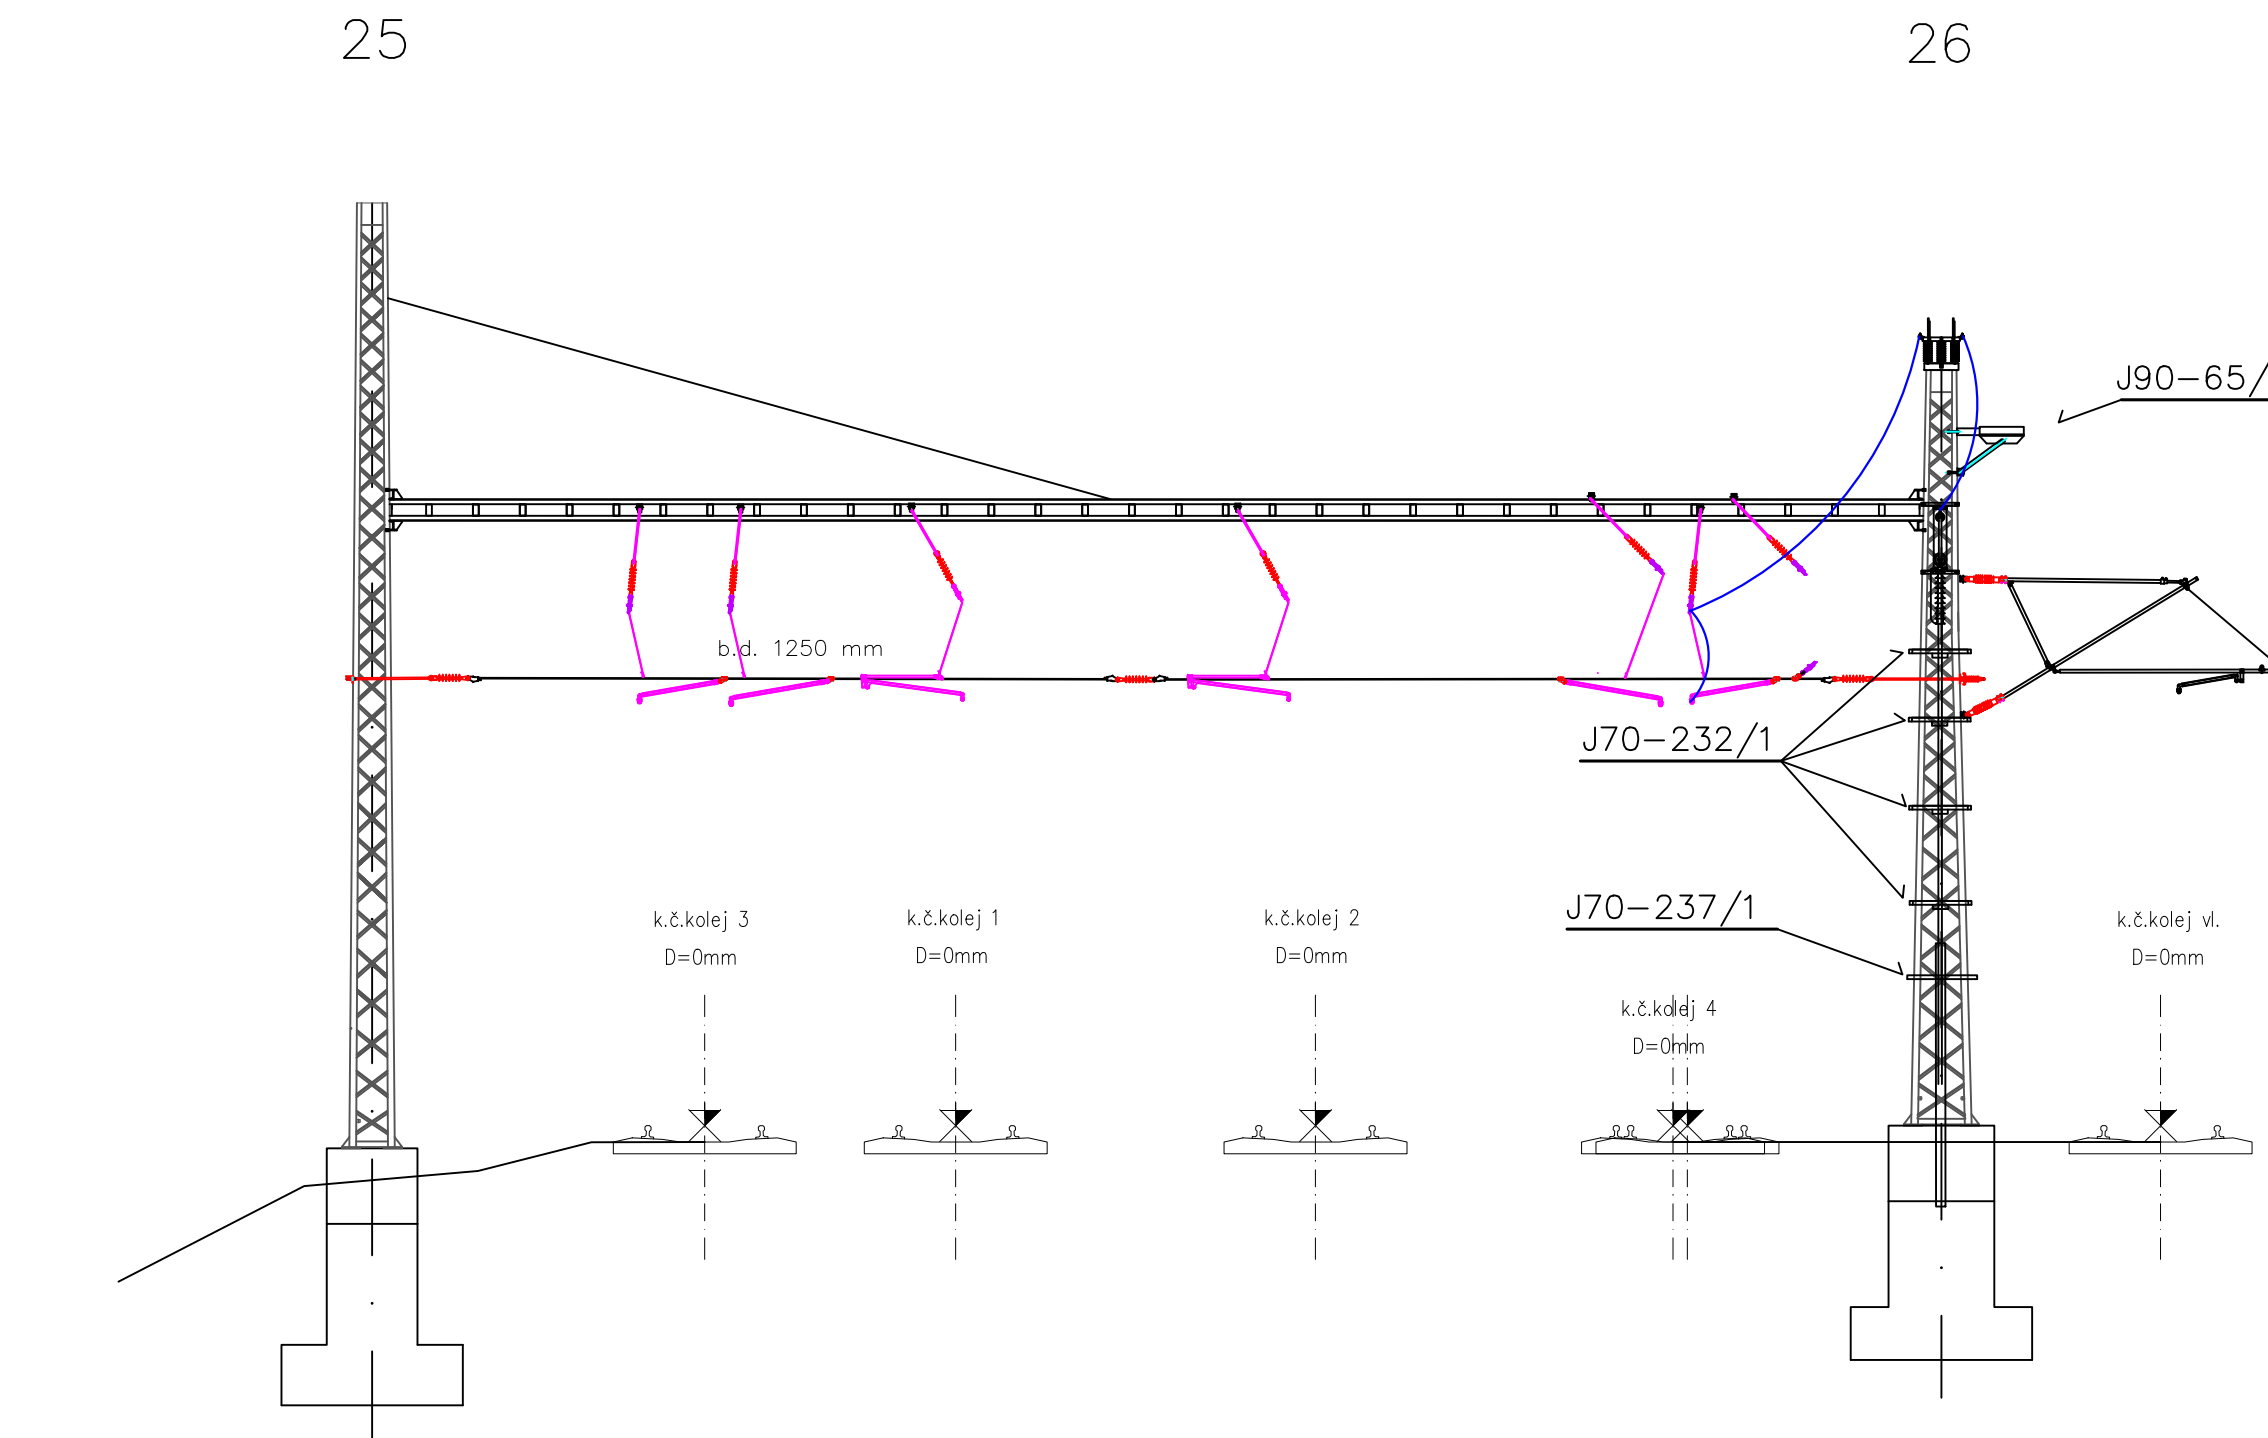 25
26
J90-65/
b.d. 1250 mm
J70-232/1
J70-237/1
k.č.kolej 3
D=0mm
k.č.kolej 1
D=0mm
k.č.kolej 2
D=0mm
k.č.kolej 4
D=0mm
k.č.kolej vl.
D=0mm